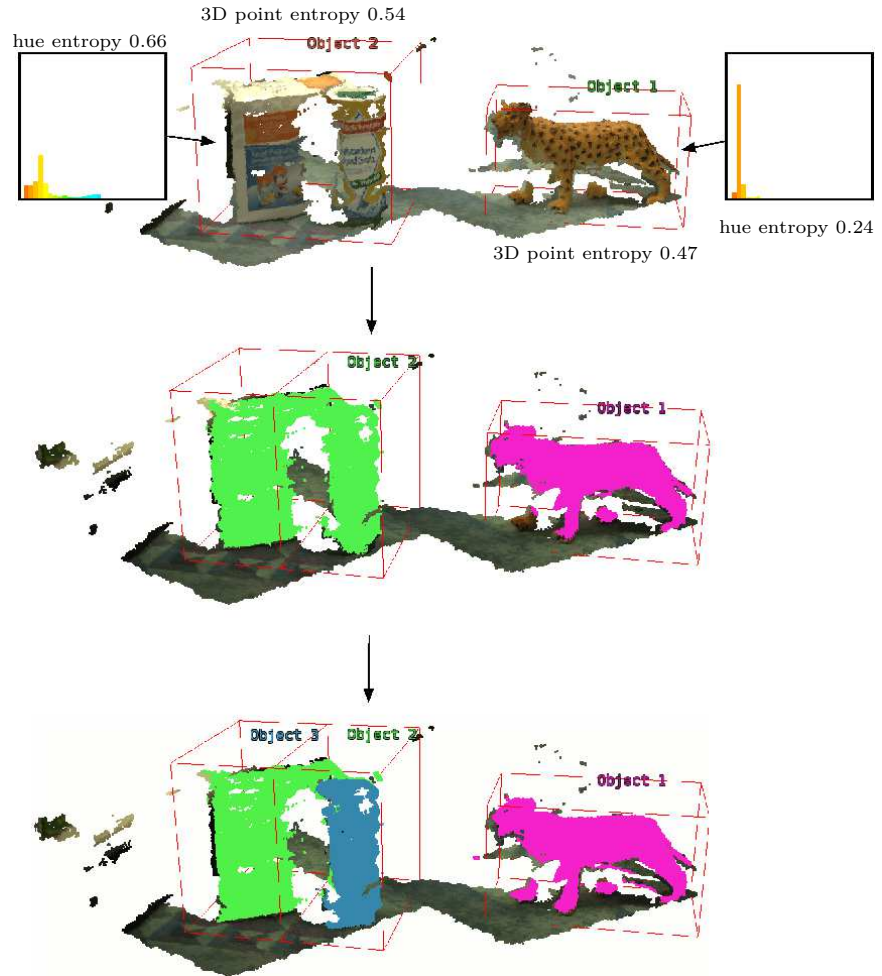 3D point entropy 0.54
hue entropy 0.66
Object 2
Object 1
hue entropy 0.24
3D point entropy 0.47
Object 2
Object 1
Object 3
Object 2
Object 1